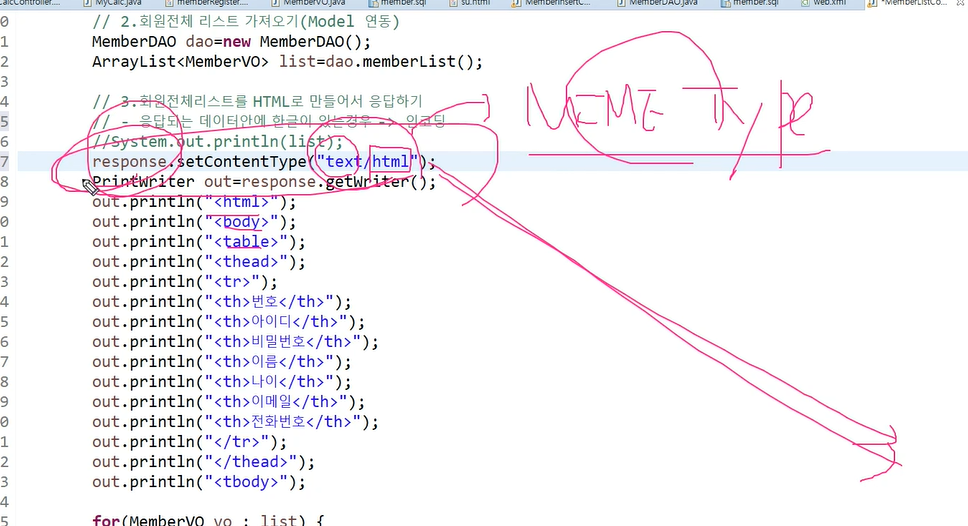 MyCalc.java memberRegister.... MemberVO.java member.sql su.html MemberInsertC... MemberDAO.java member.sql web.xml *MemberListCo...
0 // 2.회원전체 리스트 가져오기(Model 연동)
1 MemberDAO dao=new MemberDAO();
2 ArrayList<MemberVO> list=dao.memberList();
3
4 // 3.회원전체리스트를 HTML로 만들어서 응답하기
5 // - 응답되는 데이터안에 한글이 있는경우 -> 인코딩
6 //System.out.println(list);
7 response.setContentType("text/html");
8 PrintWriter out=response.getWriter();
9 out.println("<html>");
0 out.println("<body>");
1 out.println("<table>");
2 out.println("<thead>");
3 out.println("<tr>");
4 out.println("<th>번호</th>");
5 out.println("<th>아이디</th>");
6 out.println("<th>비밀번호</th>");
7 out.println("<th>이름</th>");
8 out.println("<th>나이</th>");
9 out.println("<th>이메일</th>");
0 out.println("<th>전화번호</th>");
1 out.println("</tr>");
2 out.println("</thead>");
3 out.println("<tbody>");
4
5 for(MemberVO vo : list) {
MEME Type